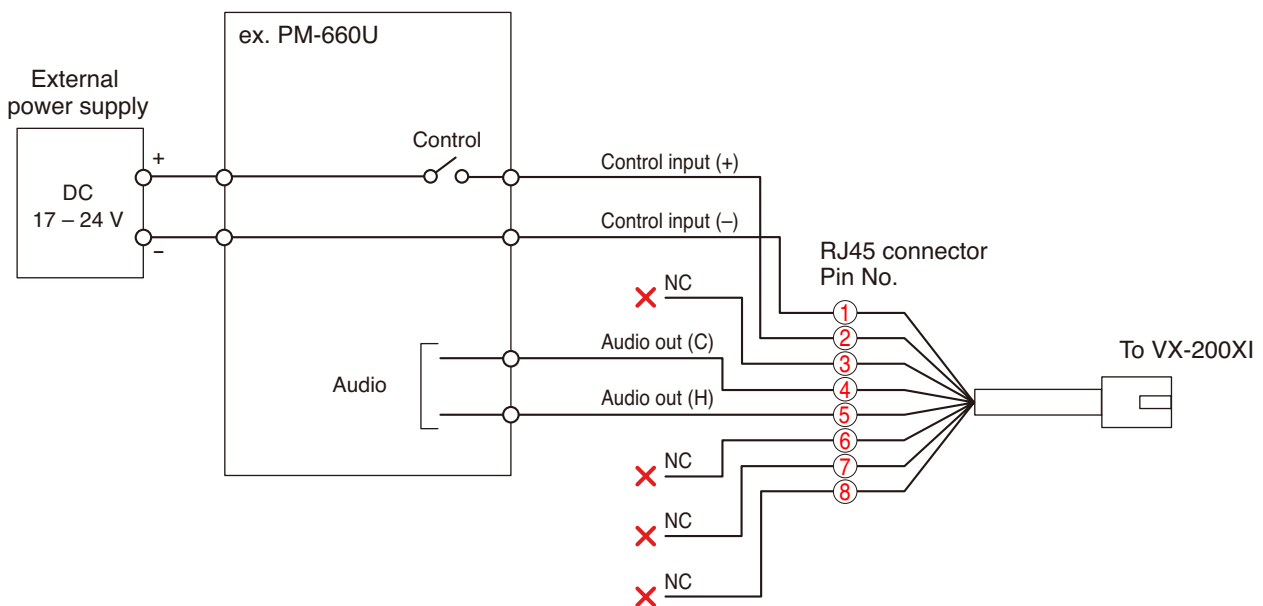 ex. PM-660U
External
power supply
+
DC
17 – 24 V
–
Control
Control input (+)
Control input (–)
RJ45 connector
Pin No.
NC
1
2
Audio out (C)
3
To VX-200XI
4
Audio
Audio out (H)
5
6
NC
7
8
NC
NC